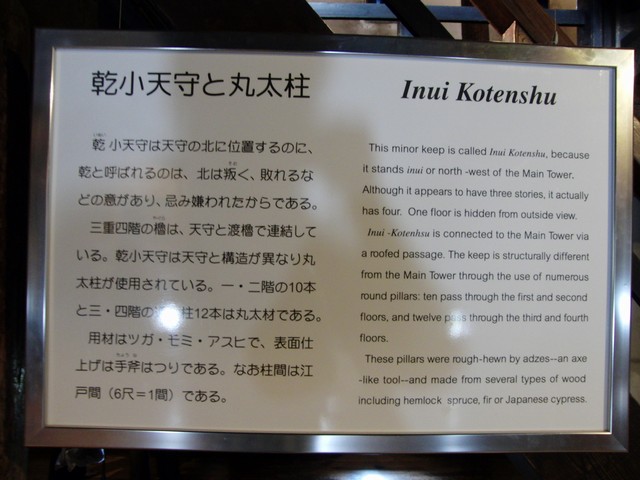 乾小天守と丸太柱
乾小天守は天守の北に位置するのに、
乾と呼ばれるのは、北は叛く、敗れるな
どの意があり、忌み嫌われたからである。
三重四階の櫓は、天守と渡櫓で連結して
いる。乾小天守は天守と構造が異なり丸
太柱が使用されている。一・二階の10本
と三・四階の 柱12本は丸太材である。
用材はツガ・モミ・アスヒで、表面仕
上げは手斧はつりである。なお柱間は江
戸間（6尺＝1間）である。
Inui Kotenshu
This minor keep is called Inui Kotenshu, because
it stands inui or north -west of the Main Tower.
Although it appears to have three stories, it actually
has four. One floor is hidden from outside view.
Inui -Kotenhsu is connected to the Main Tower via
a roofed passage. The keep is structurally different
from the Main Tower through the use of numerous
round pillars: ten pass through the first and second
floors, and twelve pass through the third and fourth
floors.
These pillars were rough-hewn by adzes--an axe
-like tool--and made from several types of wood
including hemlock spruce, fir or Japanese cypress.